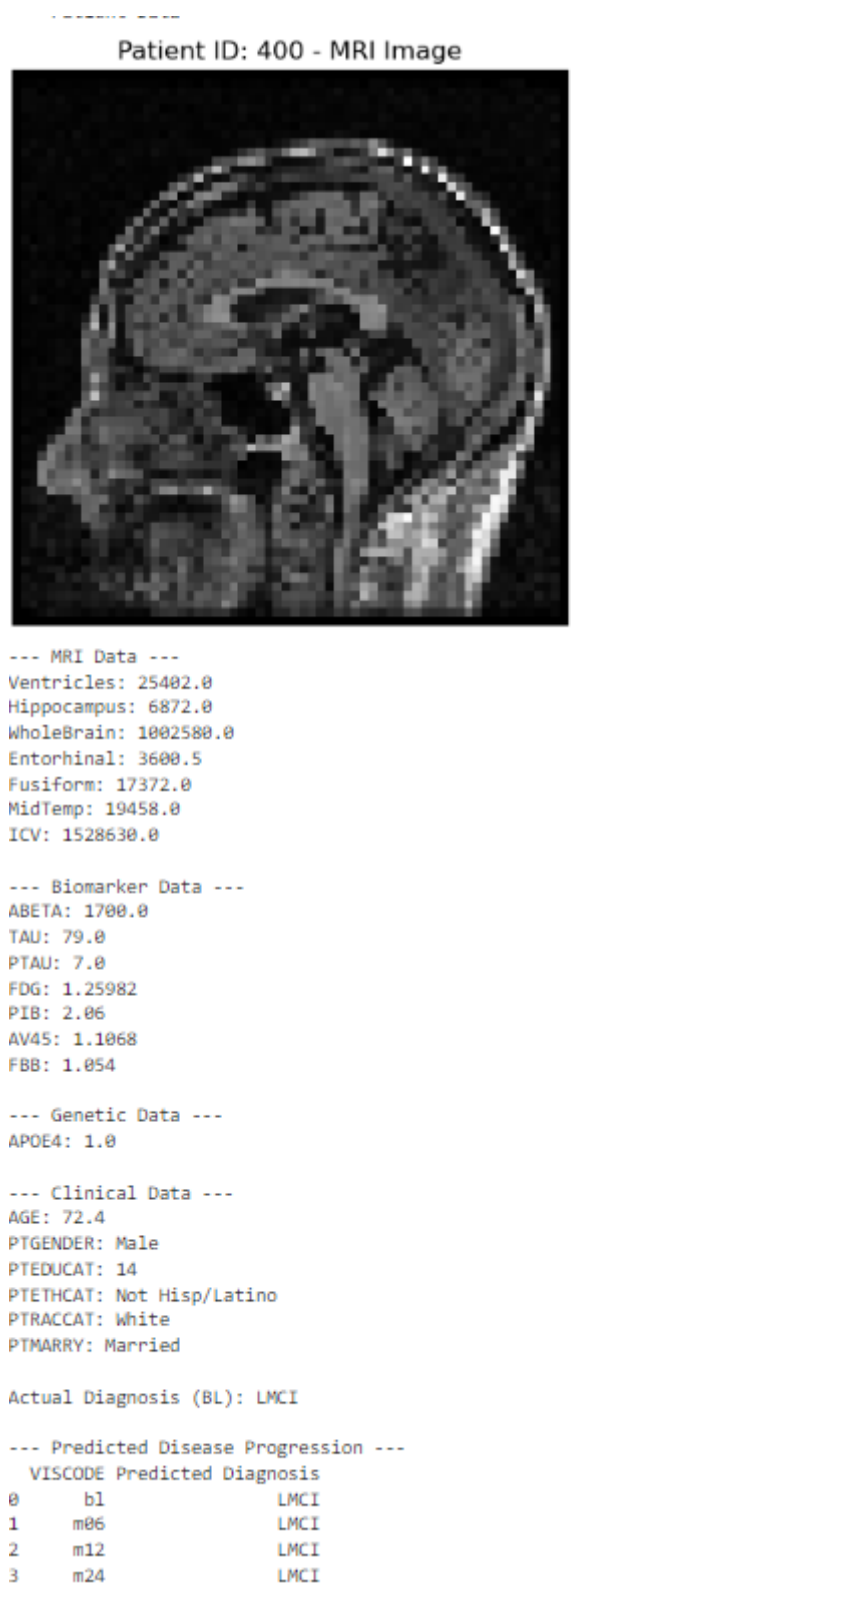 Patient ID: 400 - MRI Image
--- MRI Data ---
Ventricles: 25402.0
Hippocampus: 6872.0
WholeBrain: 1002580.0
Entorhinal: 3600.5
Fusiform: 17372.0
MidTemp: 19458.0
ICV: 1528630.0
--- Biomarker Data ---
ABETA: 1700.0
TAU: 79.0
PTAU: 7.0
FDG: 1.25982
PIB: 2.06
AV45: 1.1068
FBB: 1.054
--- Genetic Data ---
APOE4: 1.0
--- Clinical Data ---
AGE: 72.4
PTGENDER: Male
PTEDUCAT: 14
PTETHCAT: Not Hisp/Latino
PTRACCAT: White
PTMARRY: Married
Actual Diagnosis (BL): LMCI
--- Predicted Disease Progression ---
VISCODE Predicted Diagnosis
0 bl LMCI
1 m06 LMCI
2 m12 LMCI
3 m24 LMCI